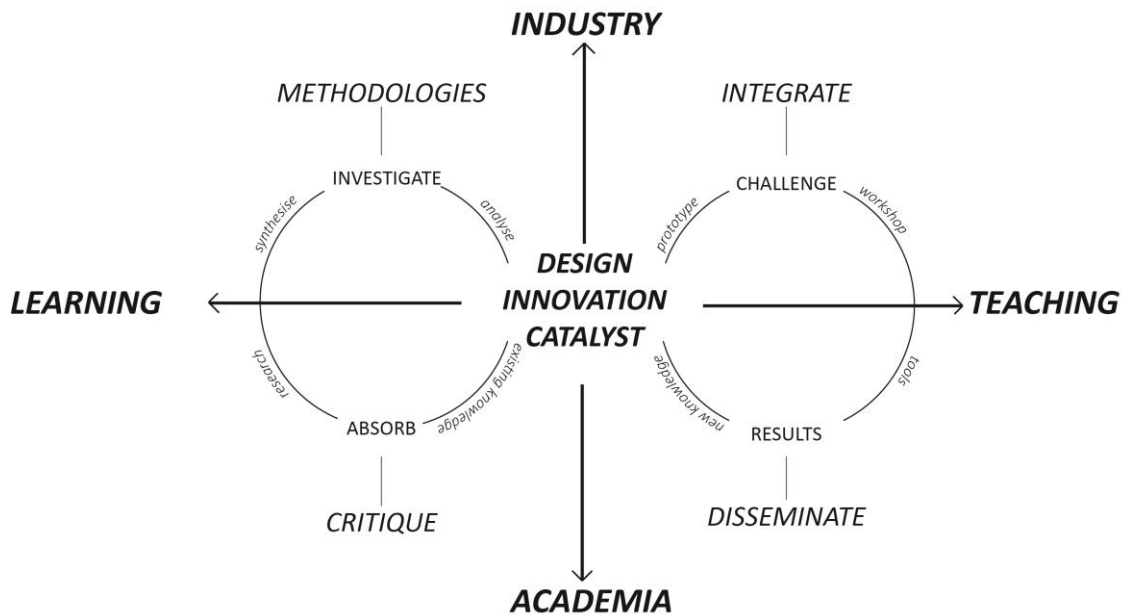 INDUSTRY
METHODOLOGIES
INTEGRATE
INVESTIGATE
CHALLENGE
synthesise
analyse
prototype
workshop
DESIGN
INNOVATION
CATALYST
LEARNING
TEACHING
research
existing knowledge
new knowledge
tools
ABSORB
RESULTS
CRITIQUE
DISSEMINATE
ACADEMIA